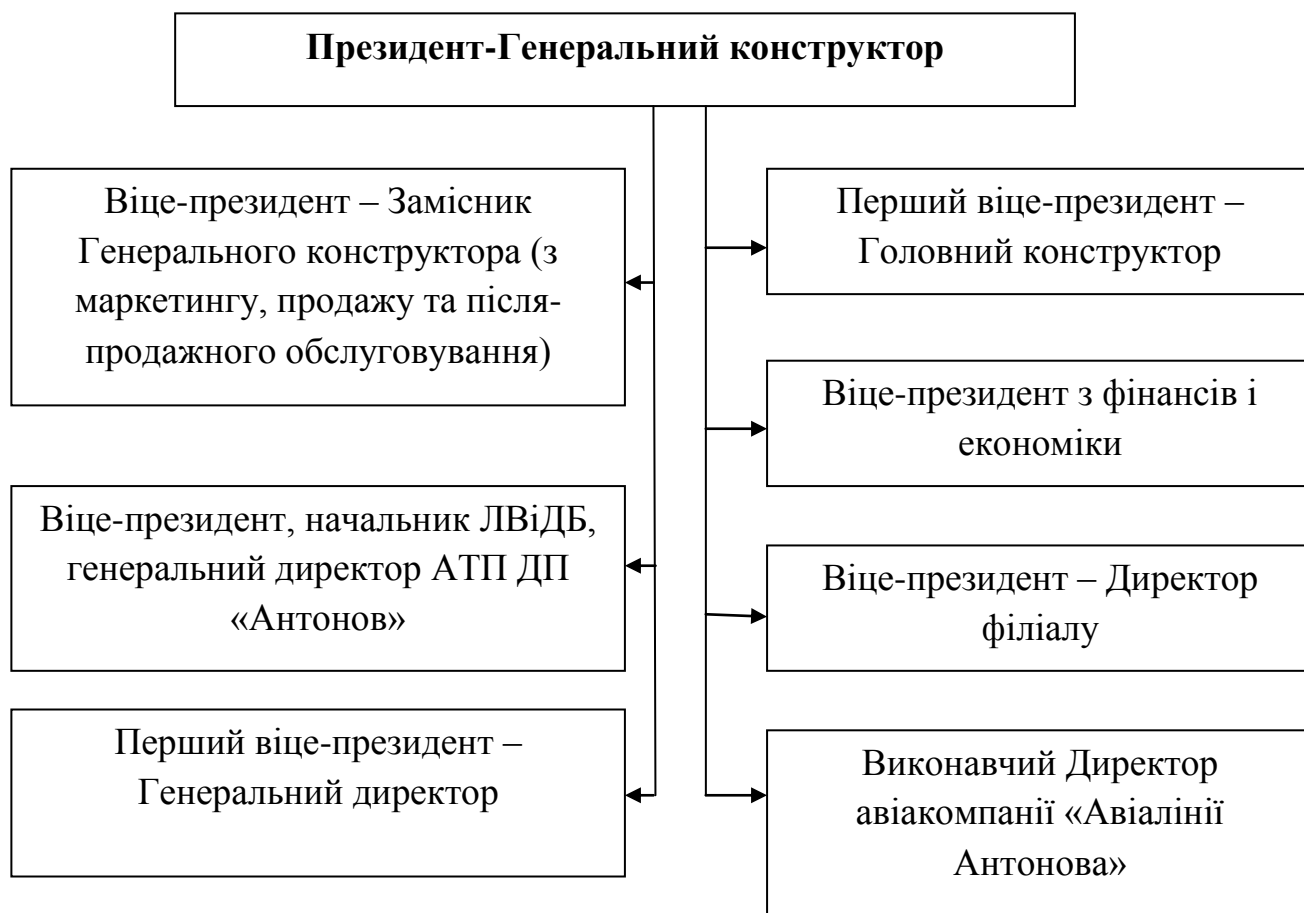 Президент-Генеральний конструктор
Віце-президент – Замісник
Генерального конструктора (з
маркетингу, продажу та після-
продажного обслуговування)
Віце-президент, начальник ЛВіДБ,
генеральний директор АТП ДП
«Антонов»
Перший віце-президент –
Генеральний директор
Перший віце-президент –
Головний конструктор
Віце-президент з фінансів і
економіки
Віце-президент – Директор
філіалу
Виконавчий Директор
авіакомпанії «Авіалінії
Антонова»